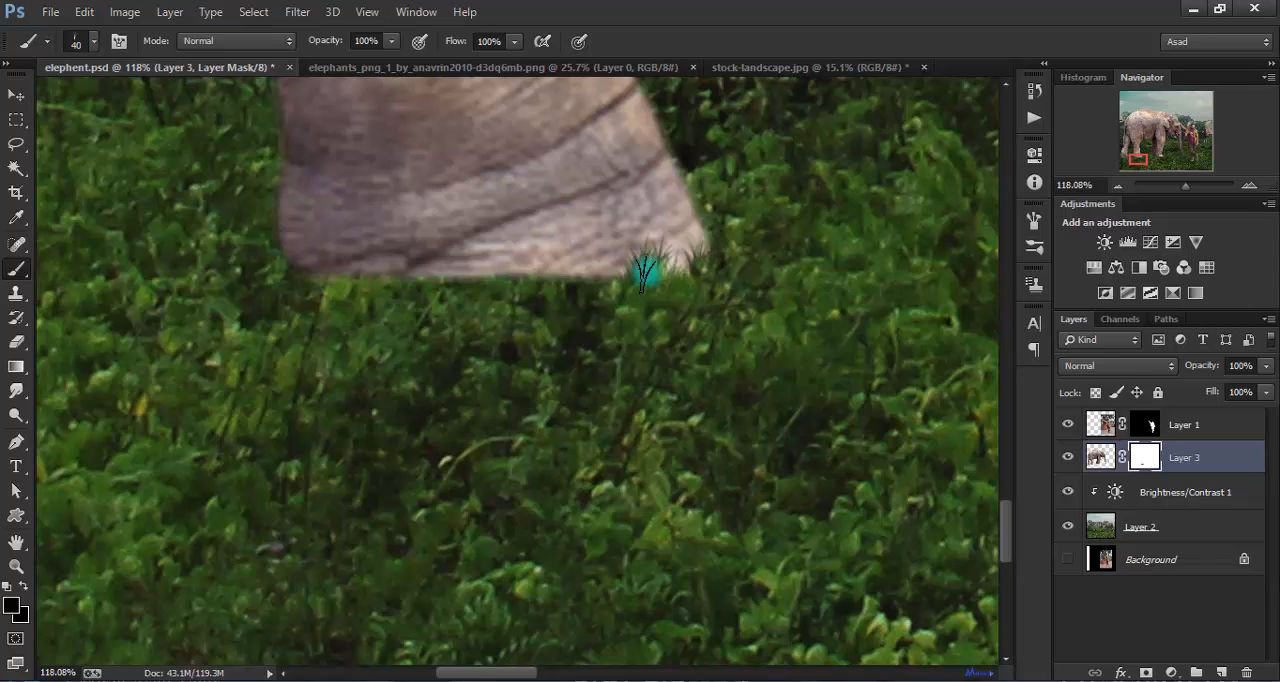 Ps File Edit Image Layer Type Select Filter 3D View Window Help
40 Mode: Normal Opacity: 100% Flow: 100% Asad
elephent.psd @ 118% (Layer 3, Layer Mask/8) * × elephants_png_1_by_anavrin2010-d3dq6mb.png @ 25.7% (Layer 0, RGB/8#) × stock-landscape.jpg @ 15.1% (RGB/8#) * ×
Histogram Navigator
118.08%
Adjustments
Add an adjustment
Layers Channels Paths
Kind
Normal Opacity: 100%
Lock: Fill: 100%
Layer 1
Layer 3
Brightness/Contrast 1
Layer 2
Background
118.08% Doc: 43.1M/119.3M